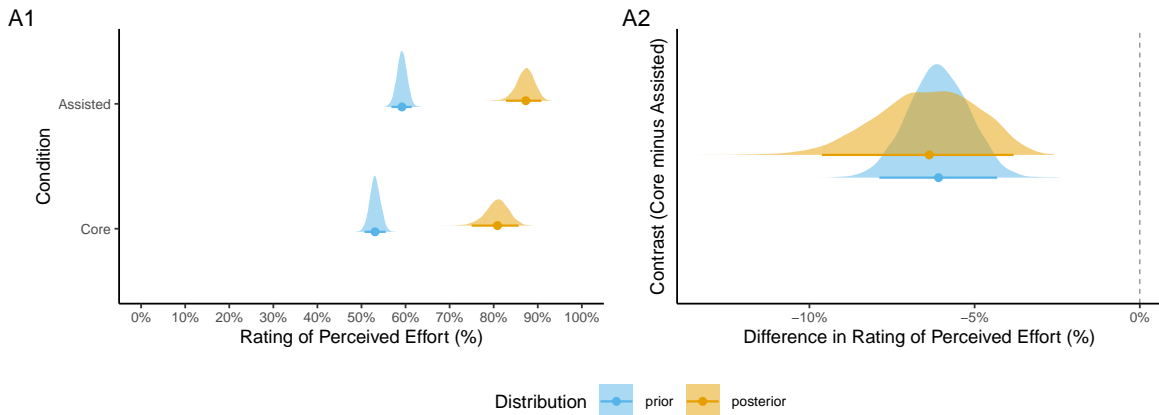 A1
Condition
Assisted
Core
0% 10% 20% 30% 40% 50% 60% 70% 80% 90% 100%
Rating of Perceived Effort (%)
A2
Contrast (Core minus Assisted)
−10% −5% 0%
Difference in Rating of Perceived Effort (%)
Distribution prior posterior